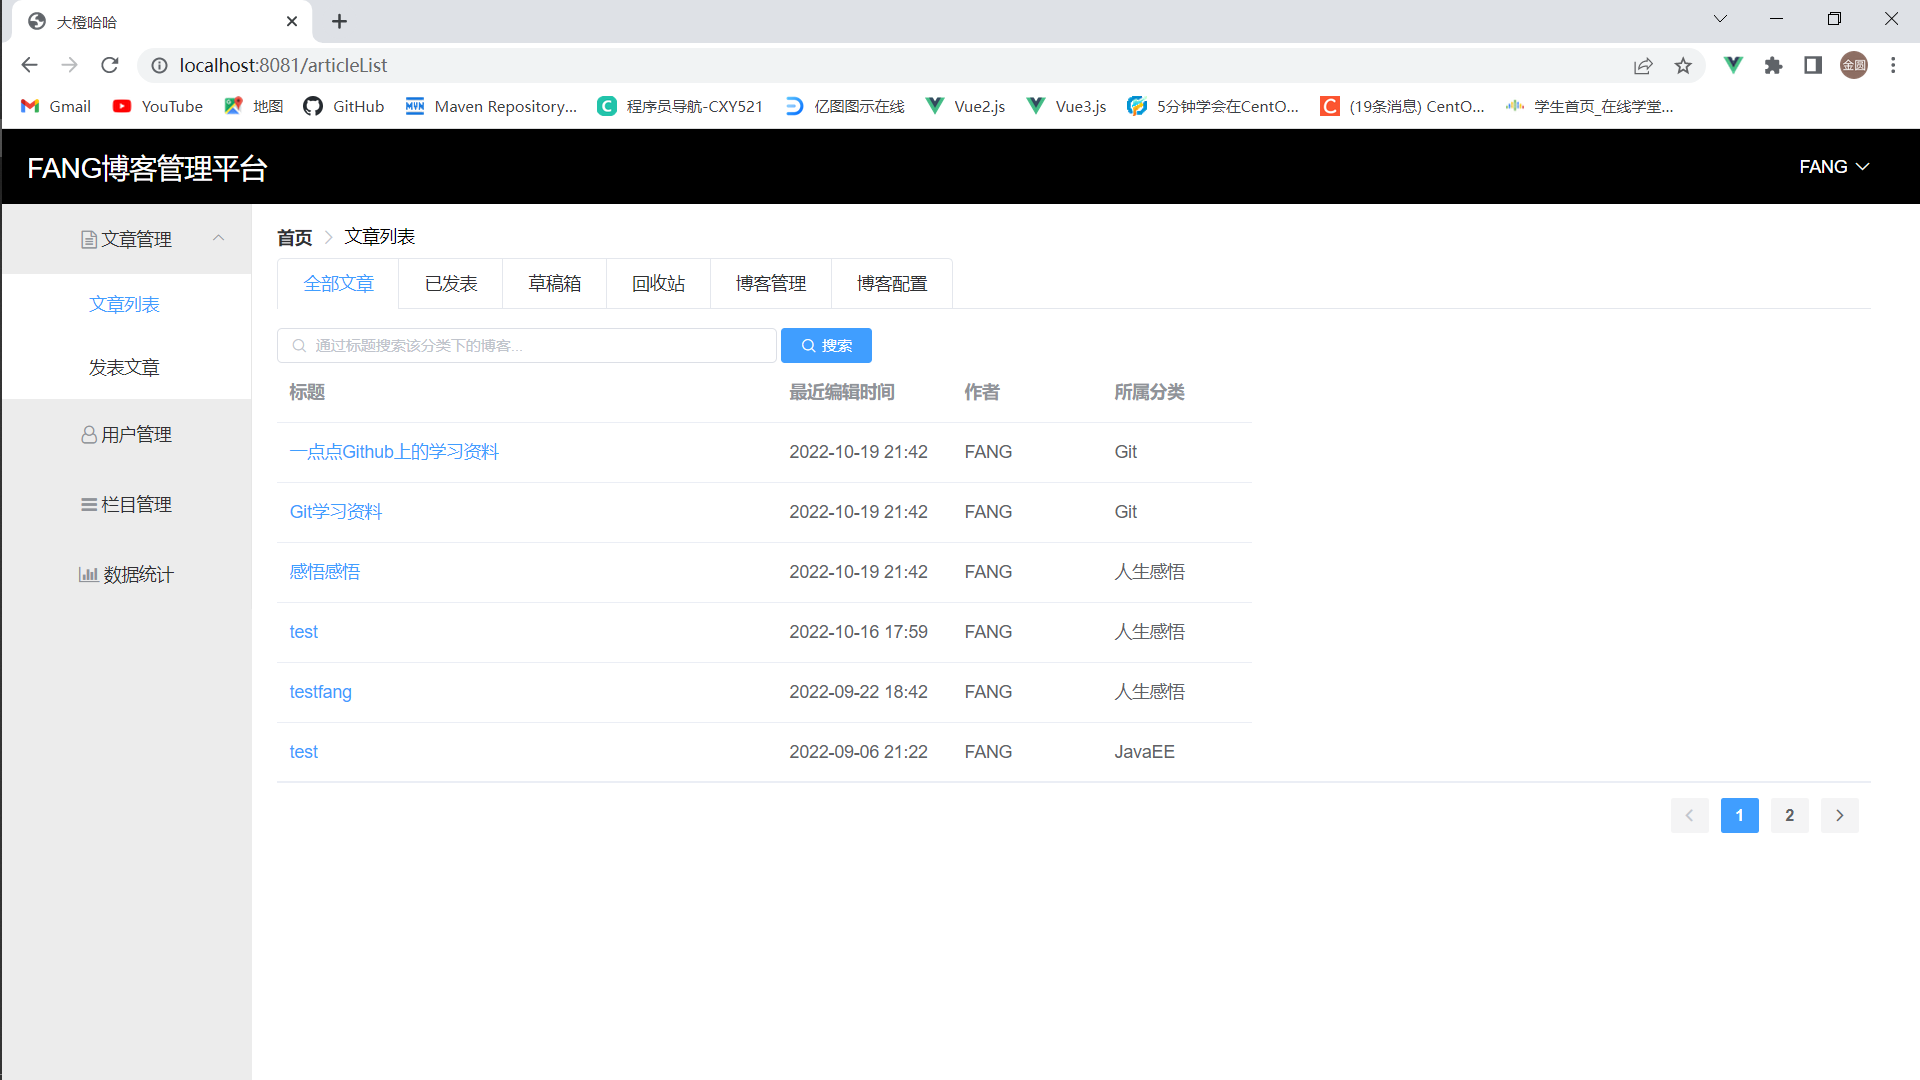 大橙哈哈
localhost:8081/articleList
金圆
Gmail YouTube 地图 GitHub Maven Repository... 程序员导航-CXY521 亿图图示在线 Vue2.js Vue3.js 5分钟学会在CentO... (19条消息) CentO... 学生首页_在线学堂...
FANG博客管理平台
FANG
文章管理
文章列表
发表文章
用户管理
栏目管理
数据统计
首页 文章列表
全部文章 已发表 草稿箱 回收站 博客管理 博客配置
通过标题搜索该分类下的博客... 搜索
标题 最近编辑时间 作者 所属分类
一点点Github上的学习资料 2022-10-19 21:42 FANG Git
Git学习资料 2022-10-19 21:42 FANG Git
感悟感悟 2022-10-19 21:42 FANG 人生感悟
test 2022-10-16 17:59 FANG 人生感悟
testfang 2022-09-22 18:42 FANG 人生感悟
test 2022-09-06 21:22 FANG JavaEE
1 2